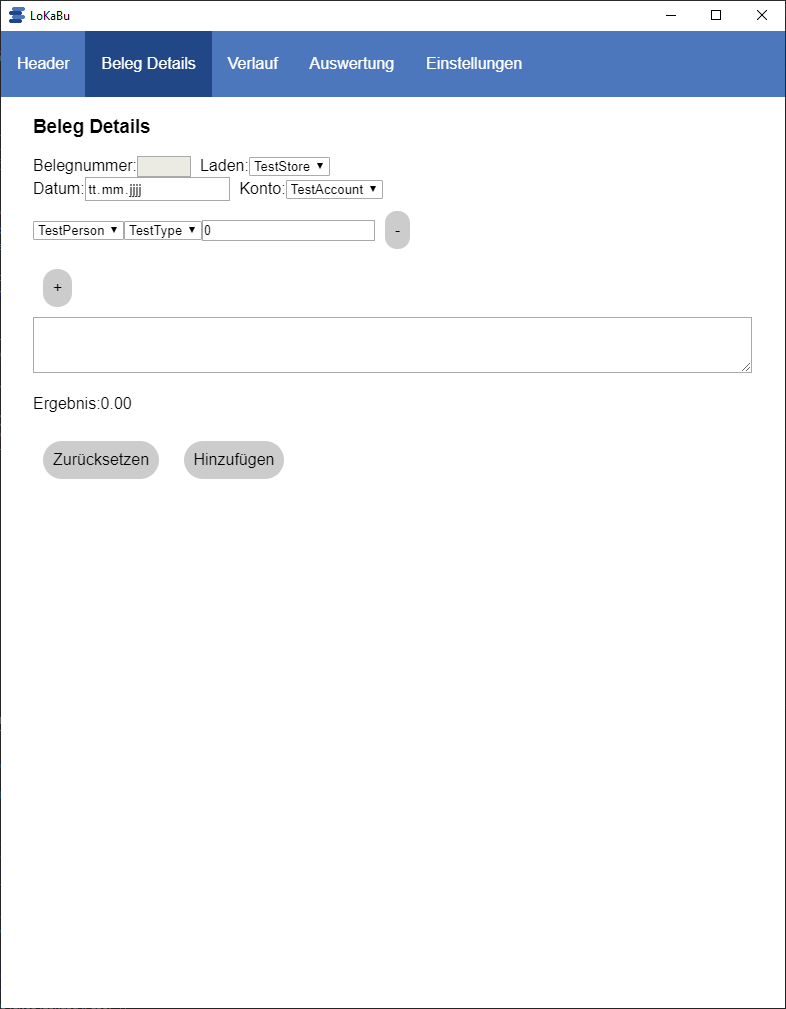 LoKaBu
Header Beleg Details Verlauf Auswertung Einstellungen
Beleg Details
Belegnummer: Laden: TestStore
Datum: tt.mm.jjjj Konto: TestAccount
TestPerson TestType 0 -
+
Ergebnis:0.00
Zurücksetzen Hinzufügen